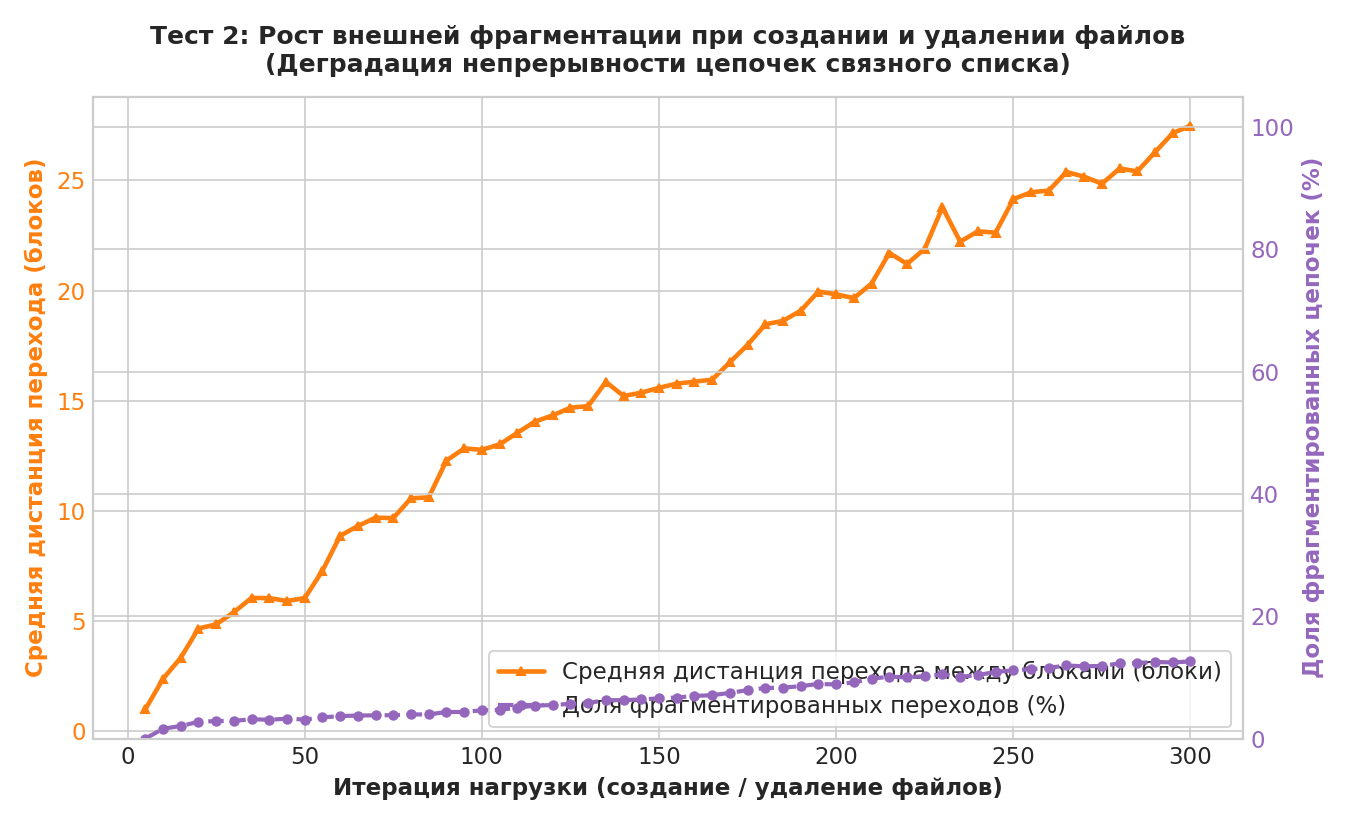 Тест 2: Рост внешней фрагментации при создании и удалении файлов
(Деградация непрерывности цепочек связного списка)
Средняя дистанция перехода (блоков)
25
20
15
10
5
0
100
80
60
40
20
0
Доля фрагментированных цепочек (%)
Средняя дистанция перехода между блоками (блоки)
Доля фрагментированных переходов (%)
0 50 100 150 200 250 300
Итерация нагрузки (создание / удаление файлов)